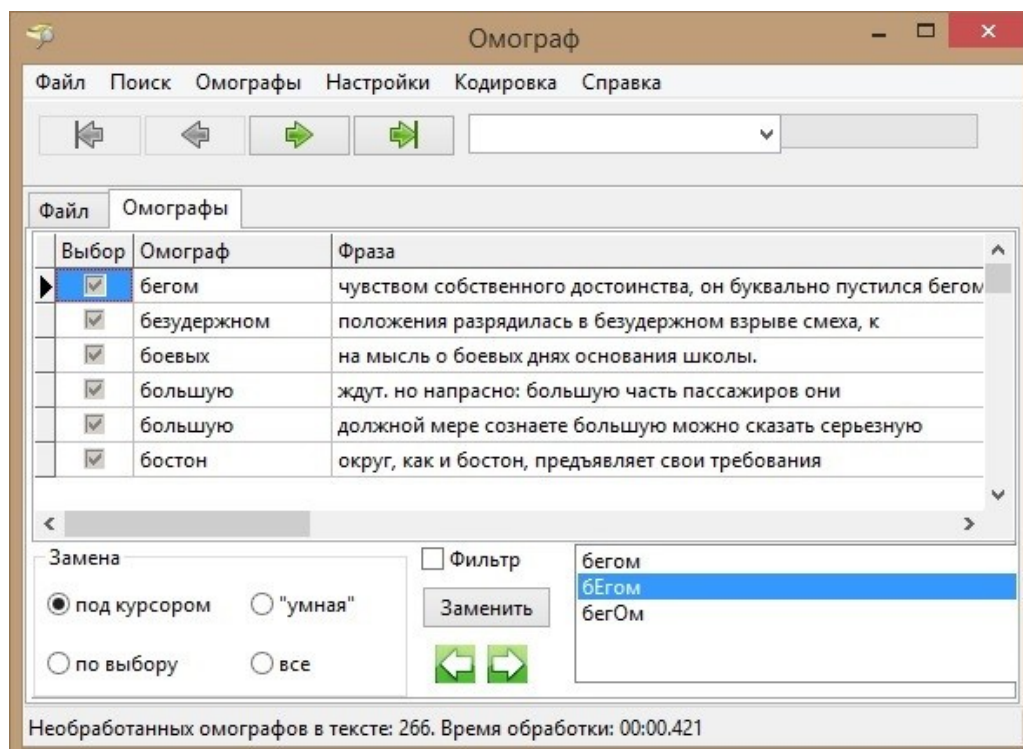 Омограф
Файл Поиск Омографы Настройки Кодировка Справка
Файл Омографы
Выбор Омограф Фраза
бегом чувством собственного достоинства, он буквально пустился бегом
безудержном положения разрядилась в безудержном взрыве смеха, к
боевых на мысль о боевых днях основания школы.
большую ждут. но напрасно: большую часть пассажиров они
большую должной мере сознаете большую можно сказать серьезную
бостон округ, как и бостон, предъявляет свои требования
Замена
под курсором "умная"
по выбору все
Фильтр
Заменить
бегом
бЕгом
бегОм
Необработанных омографов в тексте: 266. Время обработки: 00:00.421